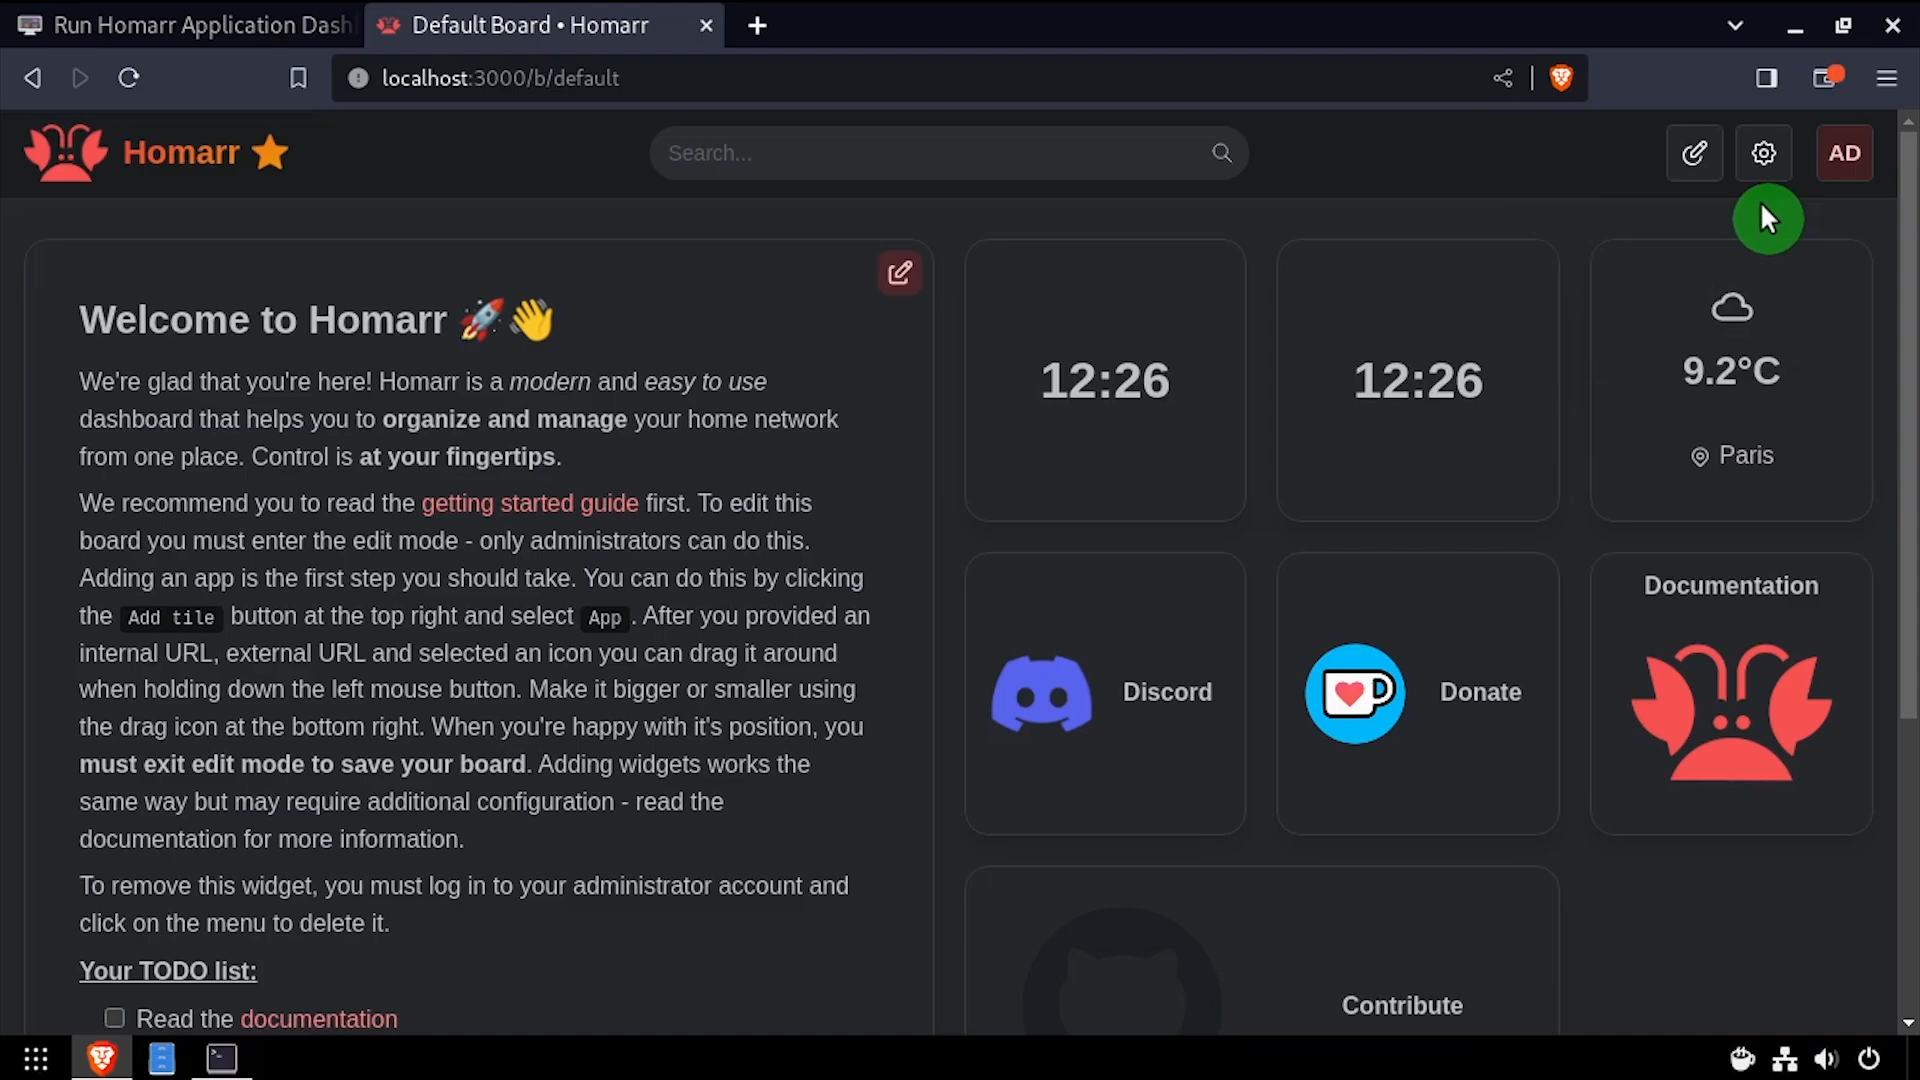 Run Homarr Application Dash
Default Board • Homarr
localhost:3000/b/default
Homarr
Search...
AD
Welcome to Homarr 🚀👋
We're glad that you're here! Homarr is a modern and easy to use
dashboard that helps you to organize and manage your home network
from one place. Control is at your fingertips.
We recommend you to read the getting started guide first. To edit this
board you must enter the edit mode - only administrators can do this.
Adding an app is the first step you should take. You can do this by clicking
the Add tile button at the top right and select App. After you provided an
internal URL, external URL and selected an icon you can drag it around
when holding down the left mouse button. Make it bigger or smaller using
the drag icon at the bottom right. When you're happy with it's position, you
must exit edit mode to save your board. Adding widgets works the
same way but may require additional configuration - read the
documentation for more information.
To remove this widget, you must log in to your administrator account and
click on the menu to delete it.
Your TODO list:
Read the documentation
12:26
12:26
9.2°C
Paris
Discord
Donate
Documentation
Contribute